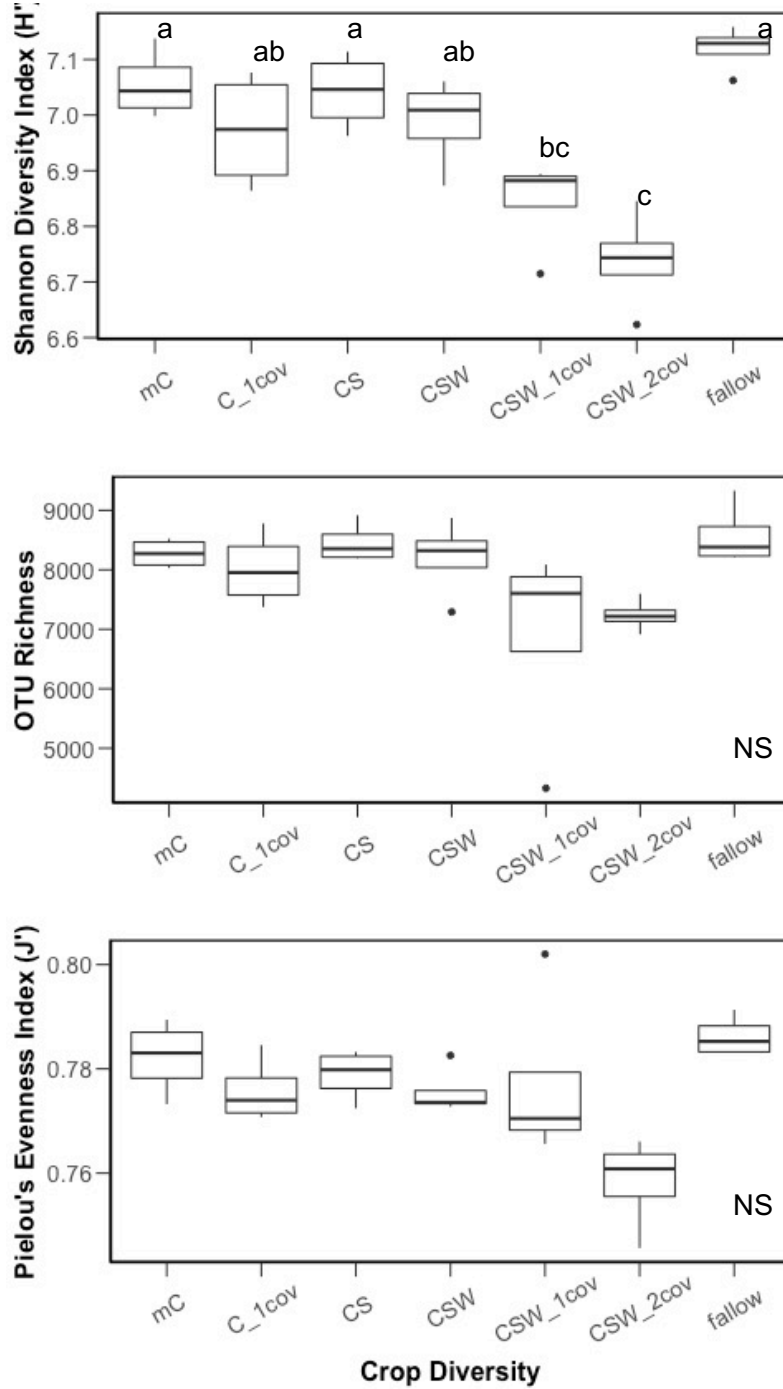 Shannon Diversity Index (H')
a ab a ab bc c a
7.1
7.0
6.9
6.8
6.7
6.6
mC C_1cov CS CSW CSW_1cov CSW_2cov fallow
OTU Richness
9000
8000
7000
6000
5000
NS
mC C_1cov CS CSW CSW_1cov CSW_2cov fallow
Pielou's Evenness Index (J')
0.80
0.78
0.76
NS
mC C_1cov CS CSW CSW_1cov CSW_2cov fallow
Crop Diversity